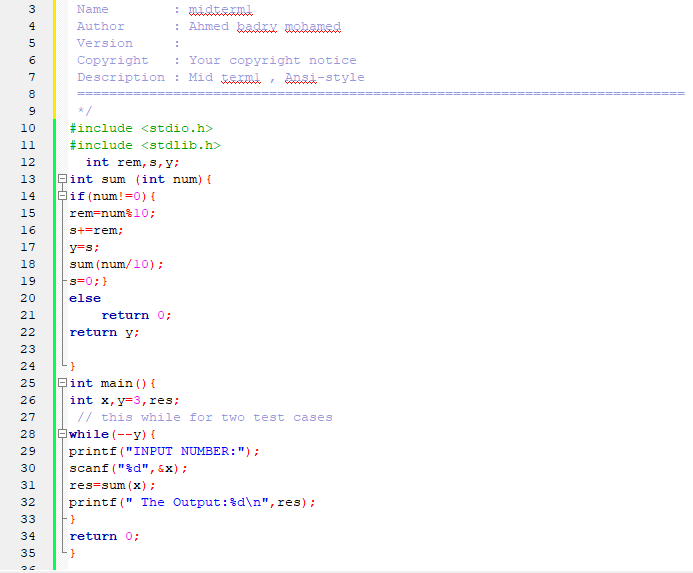 3 Name : midterm1
4 Author : Ahmed badry mohamed
5 Version :
6 Copyright : Your copyright notice
7 Description : Mid term1 , Ansi-style
8 ============================================================================
9 */
10 #include <stdio.h>
11 #include <stdlib.h>
12 int rem,s,y;
13 int sum (int num){
14 if(num!=0){
15 rem=num%10;
16 s+=rem;
17 y=s;
18 sum(num/10);
19 s=0;}
20 else
21 return 0;
22 return y;
23
24 }
25 int main(){
26 int x,y=3,res;
27 // this while for two test cases
28 while(--y){
29 printf("INPUT NUMBER:");
30 scanf("%d",&x);
31 res=sum(x);
32 printf(" The Output:%d\n",res);
33 }
34 return 0;
35 }